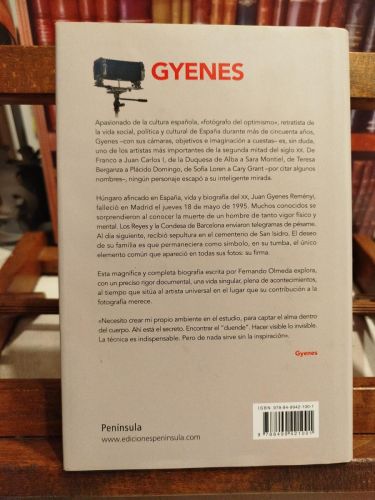 GYENES
Apasionado de la cultura española, «fotógrafo del optimismo», retratista de
la vida social, política y cultural de España durante más de cincuenta años,
Gyenes –con sus cámaras, objetivos e imaginación a cuestas– es, sin duda,
uno de los artistas más importantes de la segunda mitad del siglo XX. De
Franco a Juan Carlos I, de la Duquesa de Alba a Sara Montiel, de Teresa
Berganza a Plácido Domingo, de Sofia Loren a Cary Grant –por citar algunos
nombres–, ningún personaje escapó a su inteligente mirada.
Húngaro afincado en España, vida y biografía del XX, Juan Gyenes Reményi,
falleció en Madrid el jueves 18 de mayo de 1995. Muchos conocidos se
sorprendieron al conocer la muerte de un hombre de tanto vigor físico y
mental. Los Reyes y la Condesa de Barcelona enviaron telegramas de pésame.
Al día siguiente, recibió sepultura en el cementerio de San Isidro. El deseo
de su familia es que permaneciera como símbolo, en su tumba, el único
elemento común que apareció en todas sus fotos: su firma.
Esta magnífica y completa biografía escrita por Fernando Olmeda explora,
con un preciso rigor documental, una vida singular, plena de acontecimientos,
al tiempo que sitúa al artista universal en el lugar que su contribución a la
fotografía merece.
«Necesito crear mi propio ambiente en el estudio, para captar el alma dentro
del cuerpo. Ahí está el secreto. Encontrar el "duende". Hacer visible lo invisible.
La técnica es indispensable. Pero de nada sirve sin la inspiración».
Gyenes
Península
www.edicionespeninsula.com
ISBN 978-84-9942-100-1
9 788499 421001